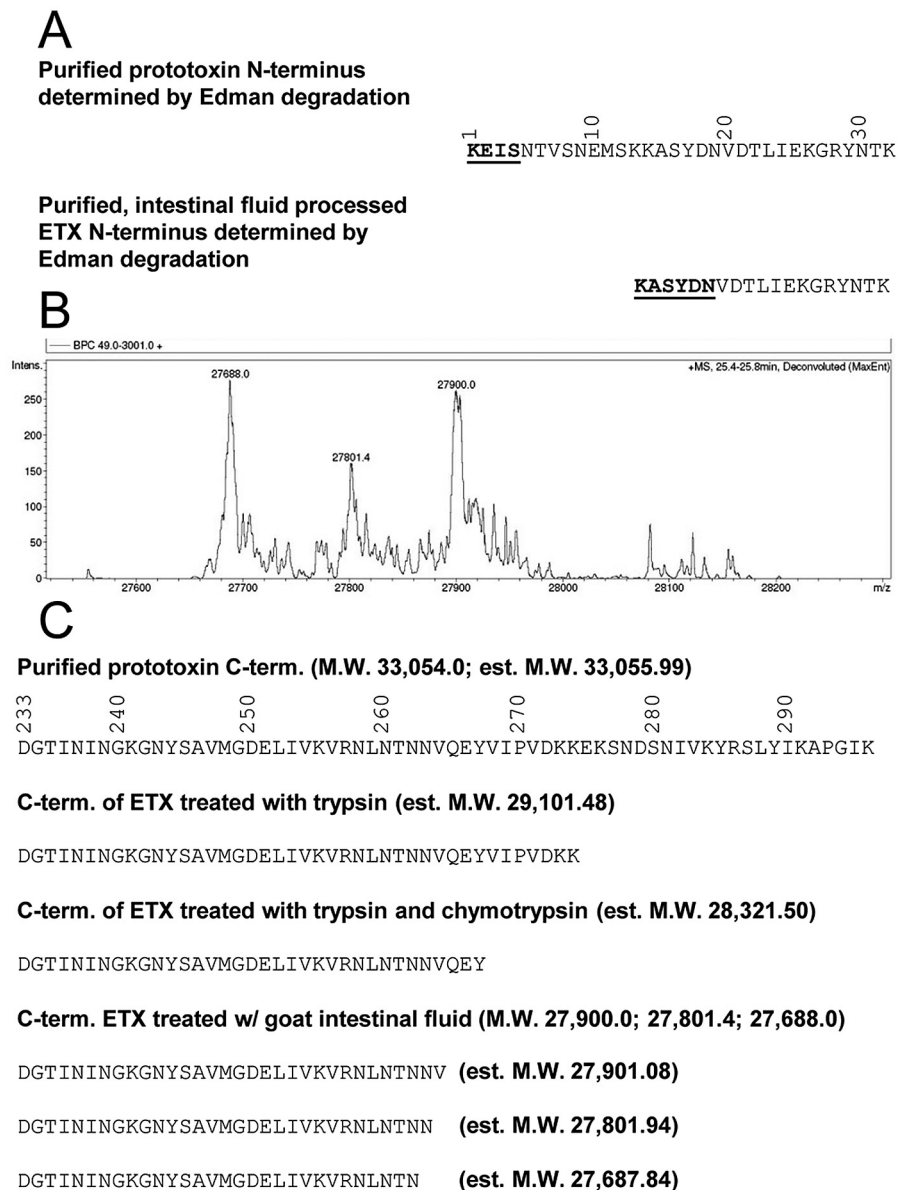 A
Purified prototoxin N-terminus
determined by Edman degradation
1 10 20 30
KEISNTVSNEMSKKASYDNVDTLIEKGRYNTK
Purified, intestinal fluid processed
ETX N-terminus determined by
Edman degradation
KASYDNVDTLIEKGRYNTK
B
BPC 49.0-3001.0 +
Intens.
+MS, 25.4-25.8min, Deconvoluted (MaxEnt)
27688.0
27900.0
250
200
27801.4
150
100
50
0
27600 27700 27800 27900 28000 28100 28200 m/z
C
Purified prototoxin C-term. (M.W. 33,054.0; est. M.W. 33,055.99)
233 240 250 260 270 280 290
DGTININGKGNYSAVMGDELIVKVRNLNTNNVQEYVIPVDKKEKSNDSNIVKYRSLYIKAPGIK
C-term. of ETX treated with trypsin (est. M.W. 29,101.48)
DGTININGKGNYSAVMGDELIVKVRNLNTNNVQEYVIPVDKK
C-term. of ETX treated with trypsin and chymotrypsin (est. M.W. 28,321.50)
DGTININGKGNYSAVMGDELIVKVRNLNTNNVQEY
C-term. ETX treated w/ goat intestinal fluid (M.W. 27,900.0; 27,801.4; 27,688.0)
DGTININGKGNYSAVMGDELIVKVRNLNTNNV (est. M.W. 27,901.08)
DGTININGKGNYSAVMGDELIVKVRNLNTNN (est. M.W. 27,801.94)
DGTININGKGNYSAVMGDELIVKVRNLNTN (est. M.W. 27,687.84)